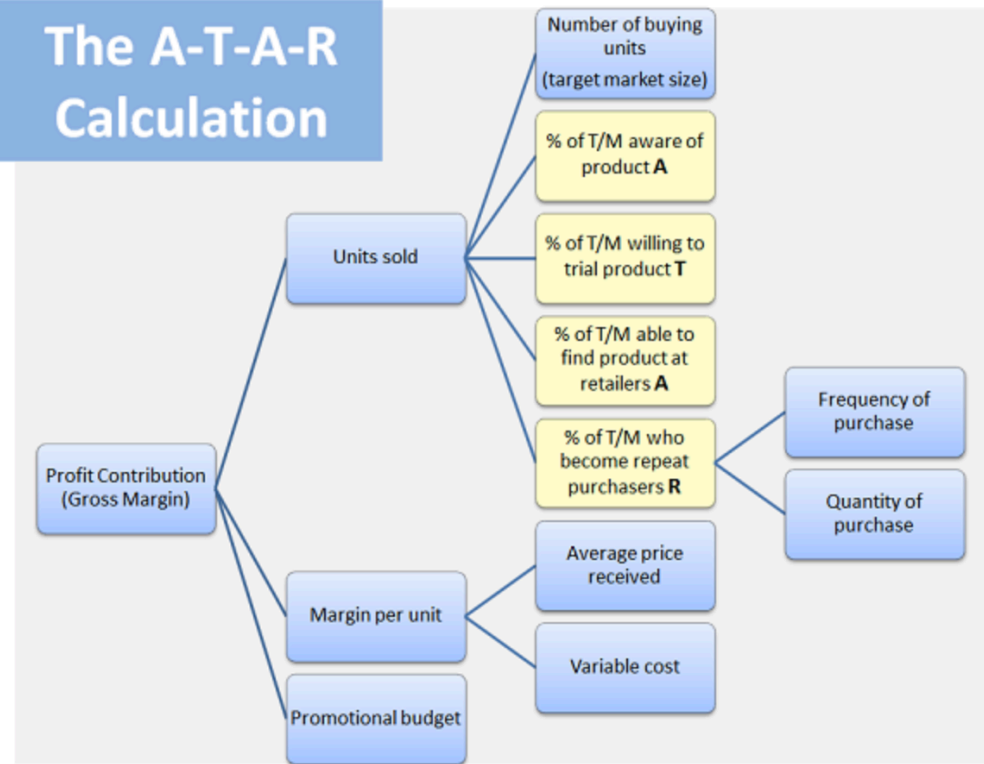 The A-T-A-R
Calculation
Number of buying
units
(target market size)
% of T/M aware of
product A
% of T/M willing to
trial product T
% of T/M able to
find product at
retailers A
% of T/M who
become repeat
purchasers R
Frequency of
purchase
Quantity of
purchase
Units sold
Profit Contribution
(Gross Margin)
Margin per unit
Average price
received
Variable cost
Promotional budget